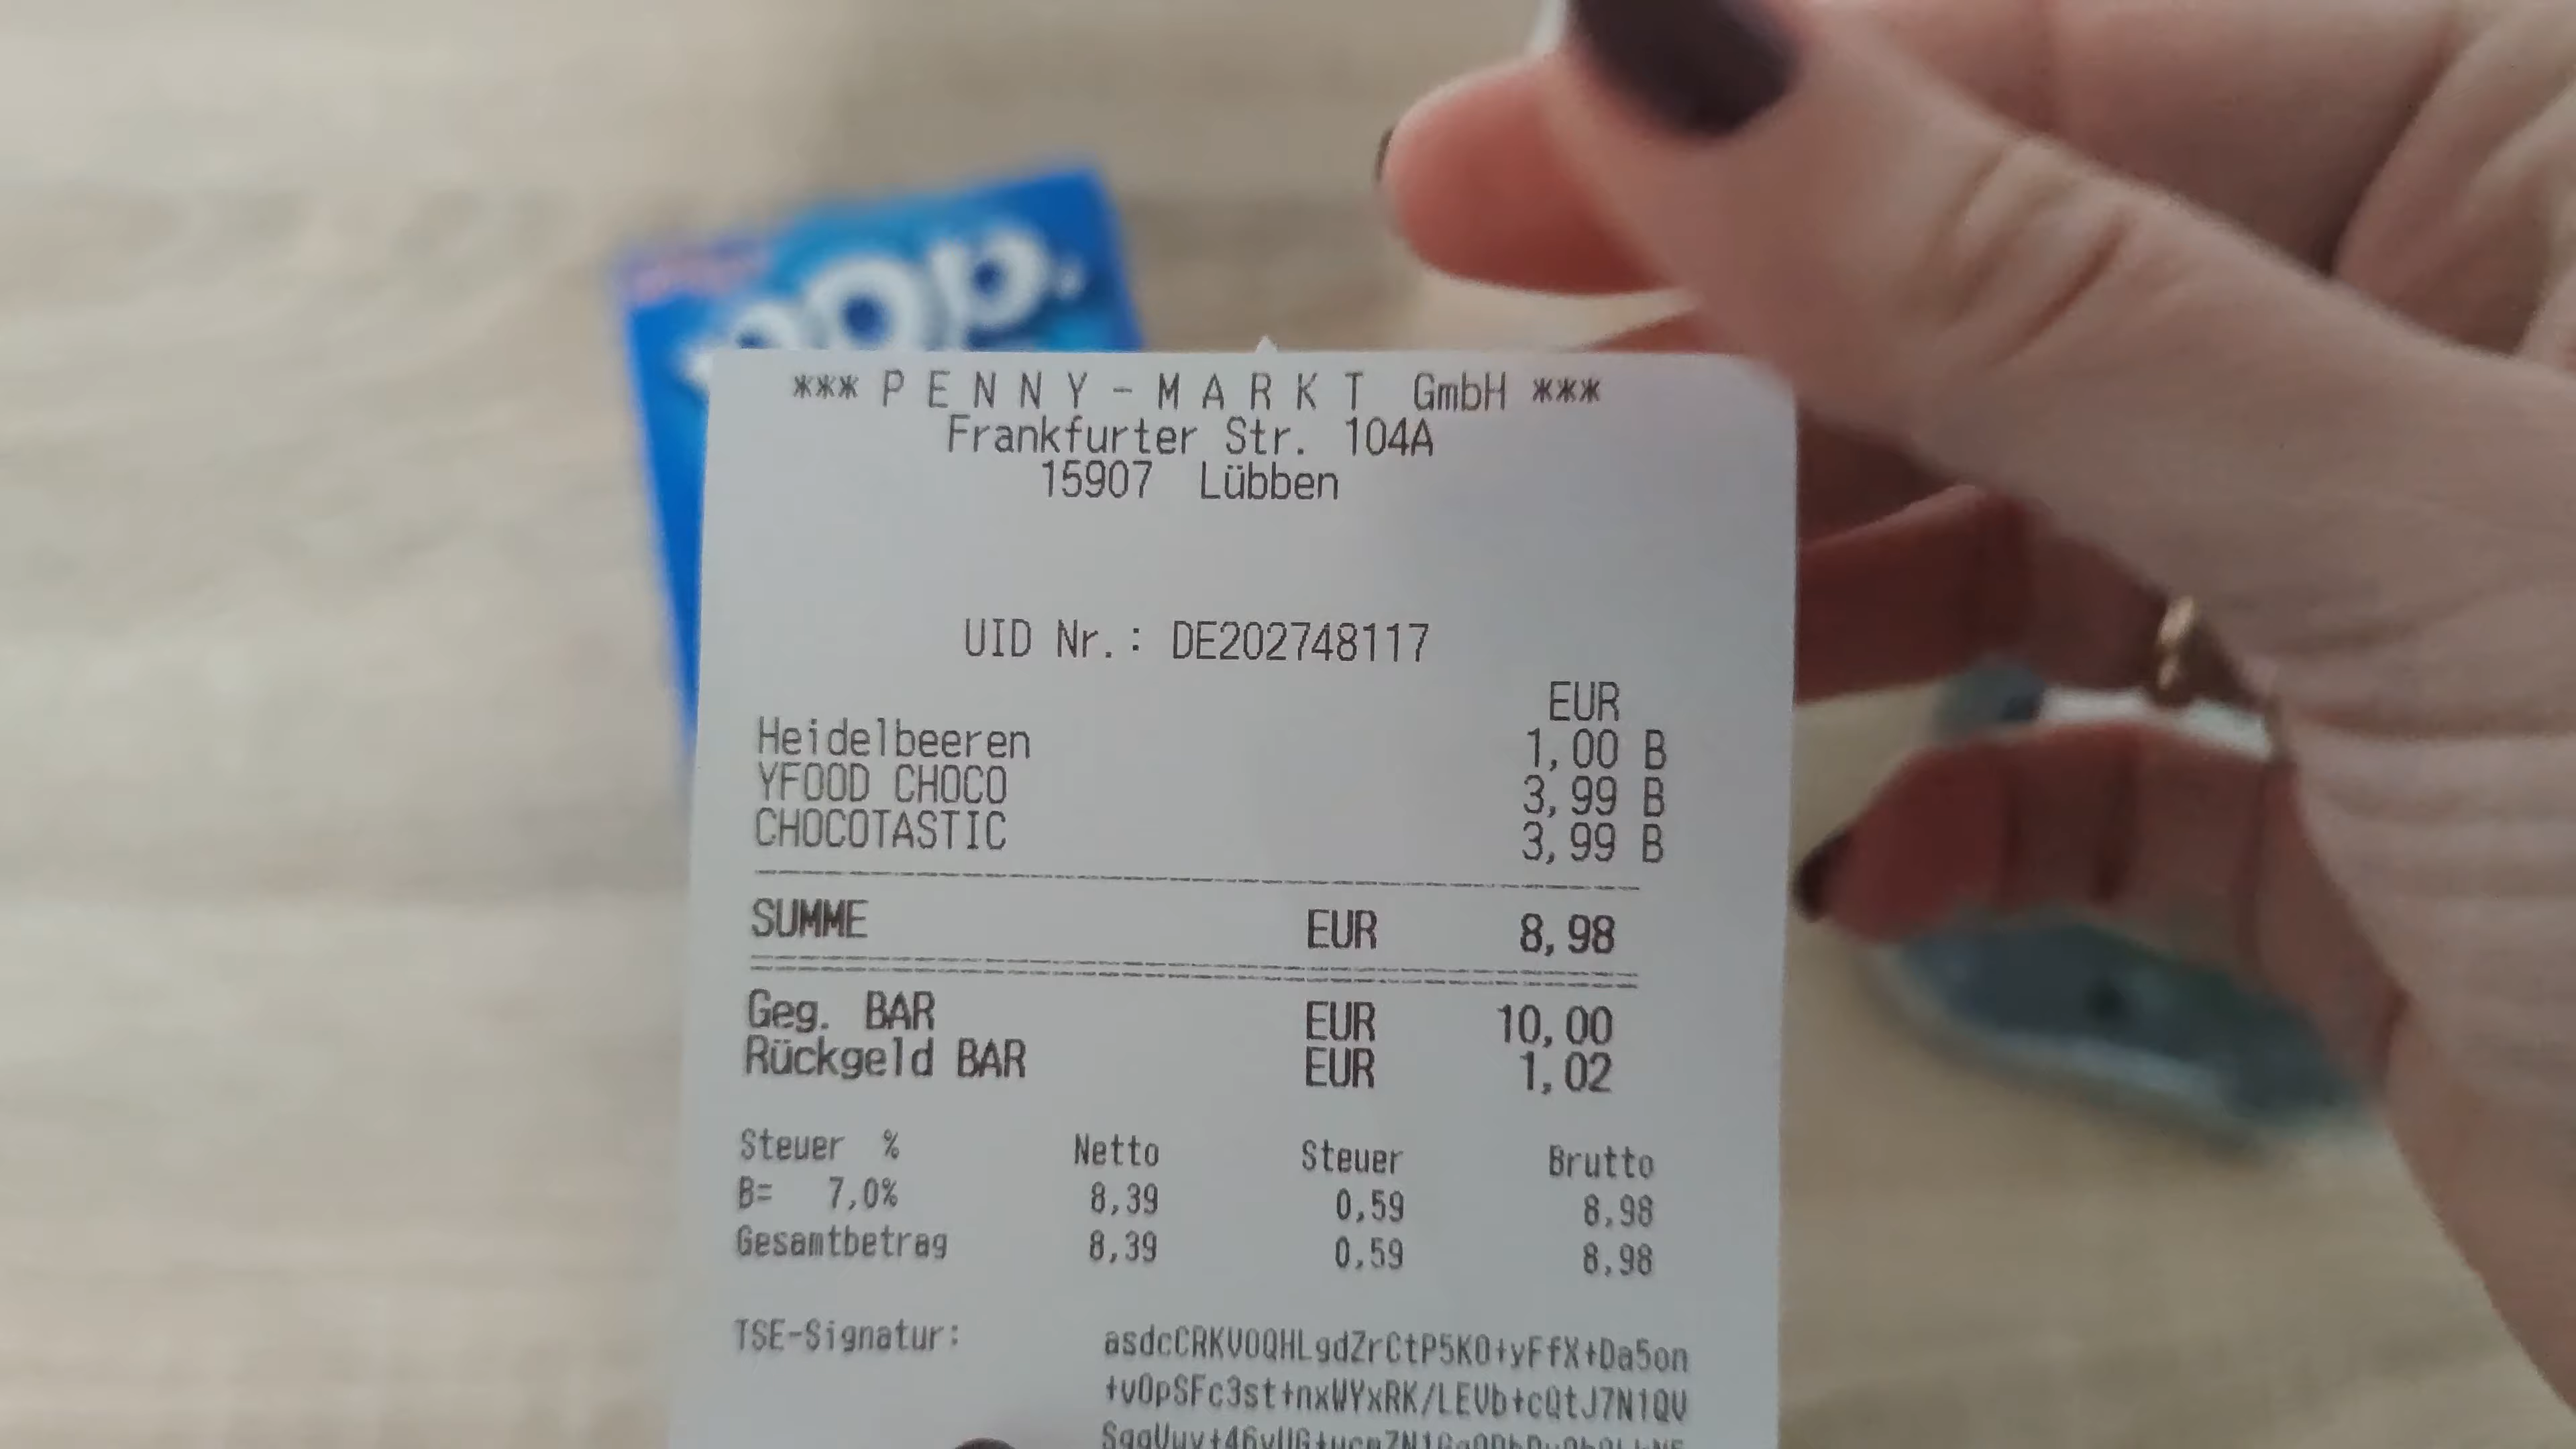 pop.
*** P E N N Y - M A R K T GmbH ***
Frankfurter Str. 104A
15907 Lübben
UID Nr.: DE202748117
EUR
Heidelbeeren 1,00 B
YFOOD CHOCO 3,99 B
CHOCOTASTIC 3,99 B
SUMME EUR 8,98
Geg. BAR EUR 10,00
Rückgeld BAR EUR 1,02
Steuer % Netto Steuer Brutto
B= 7,0% 8,39 0,59 8,98
Gesamtbetrag 8,39 0,59 8,98
TSE-Signatur: asdcCRKVOQHLgdZrCtP5KO+yFfX+Da5on
+vOpSFc3st+nxWYxRK/LEVb+cQtJ7N1QV